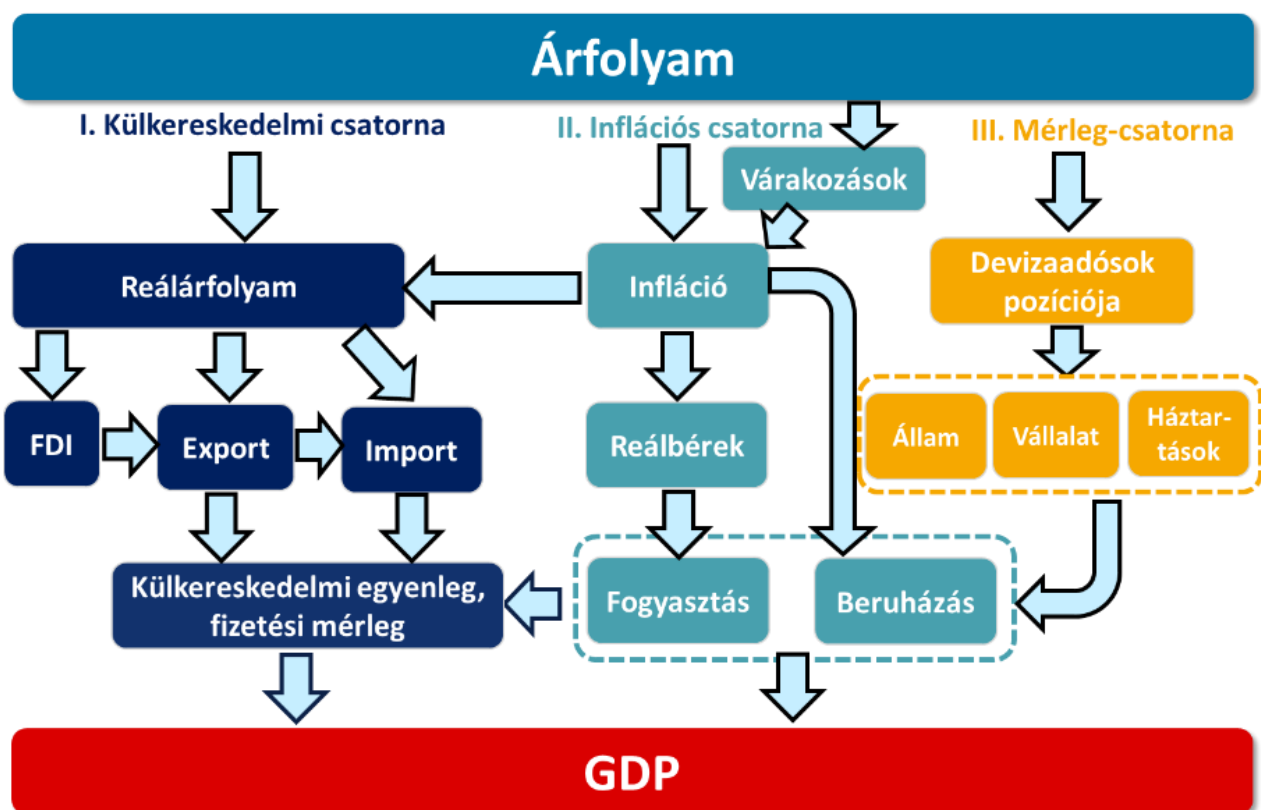 Árfolyam
I. Külkereskedelmi csatorna
II. Inflációs csatorna
III. Mérleg-csatorna
Várakozások
Reálárfolyam
Infláció
Devizaadósok
pozíciója
FDI
Export
Import
Reálbérek
Állam
Vállalat
Háztar-
tások
Külkereskedelmi egyenleg,
fizetési mérleg
Fogyasztás
Beruházás
GDP